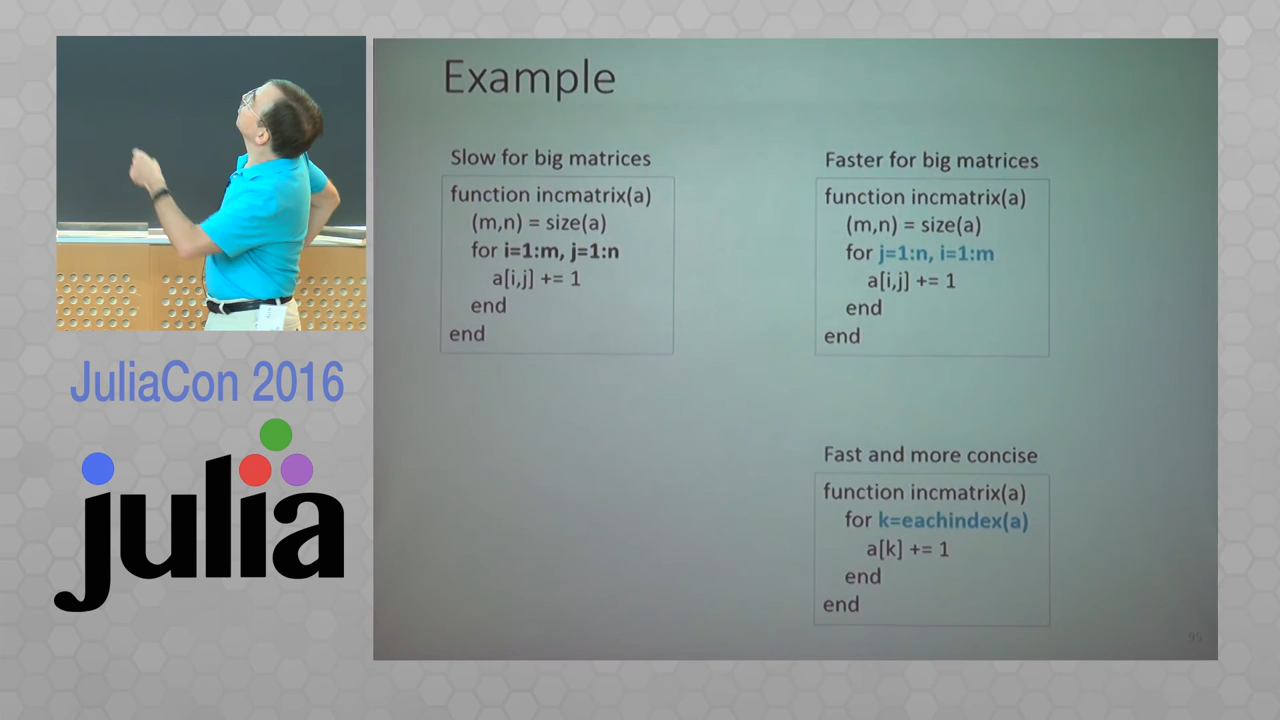 Example
Slow for big matrices
function incmatrix(a)
(m,n) = size(a)
for i=1:m, j=1:n
a[i,j] += 1
end
end
Faster for big matrices
function incmatrix(a)
(m,n) = size(a)
for j=1:n, i=1:m
a[i,j] += 1
end
end
Fast and more concise
function incmatrix(a)
for k=eachindex(a)
a[k] += 1
end
end
95
JuliaCon 2016
julia